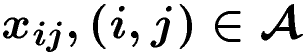 x_{ij}, (i, j) ∈ 𝒜